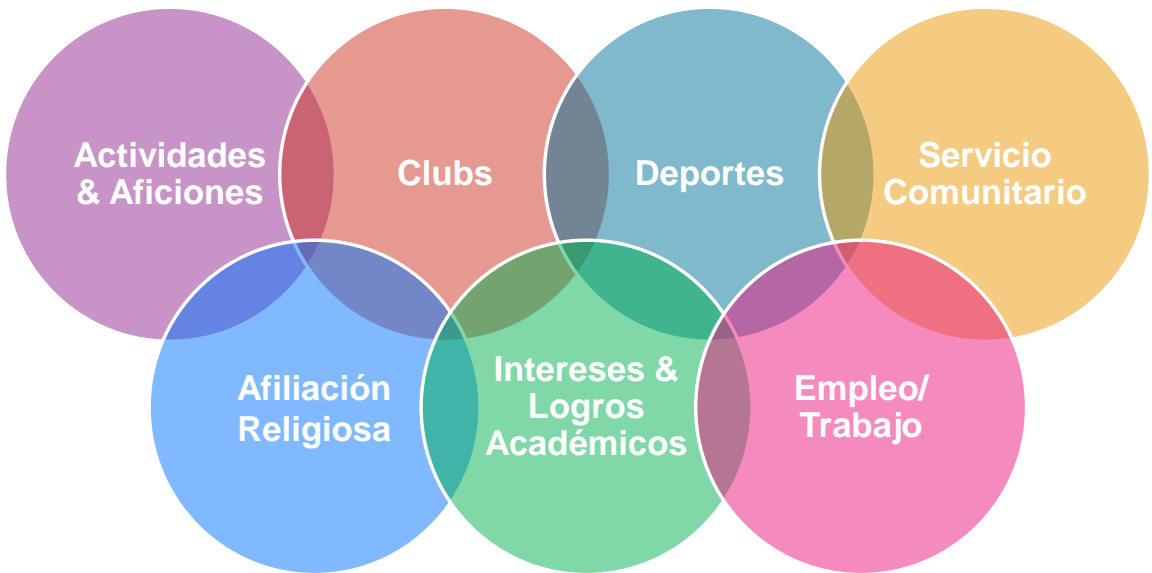 Actividades
& Aficiones
Clubs
Deportes
Servicio
Comunitario
Afiliación
Religiosa
Intereses &
Logros
Académicos
Empleo/
Trabajo